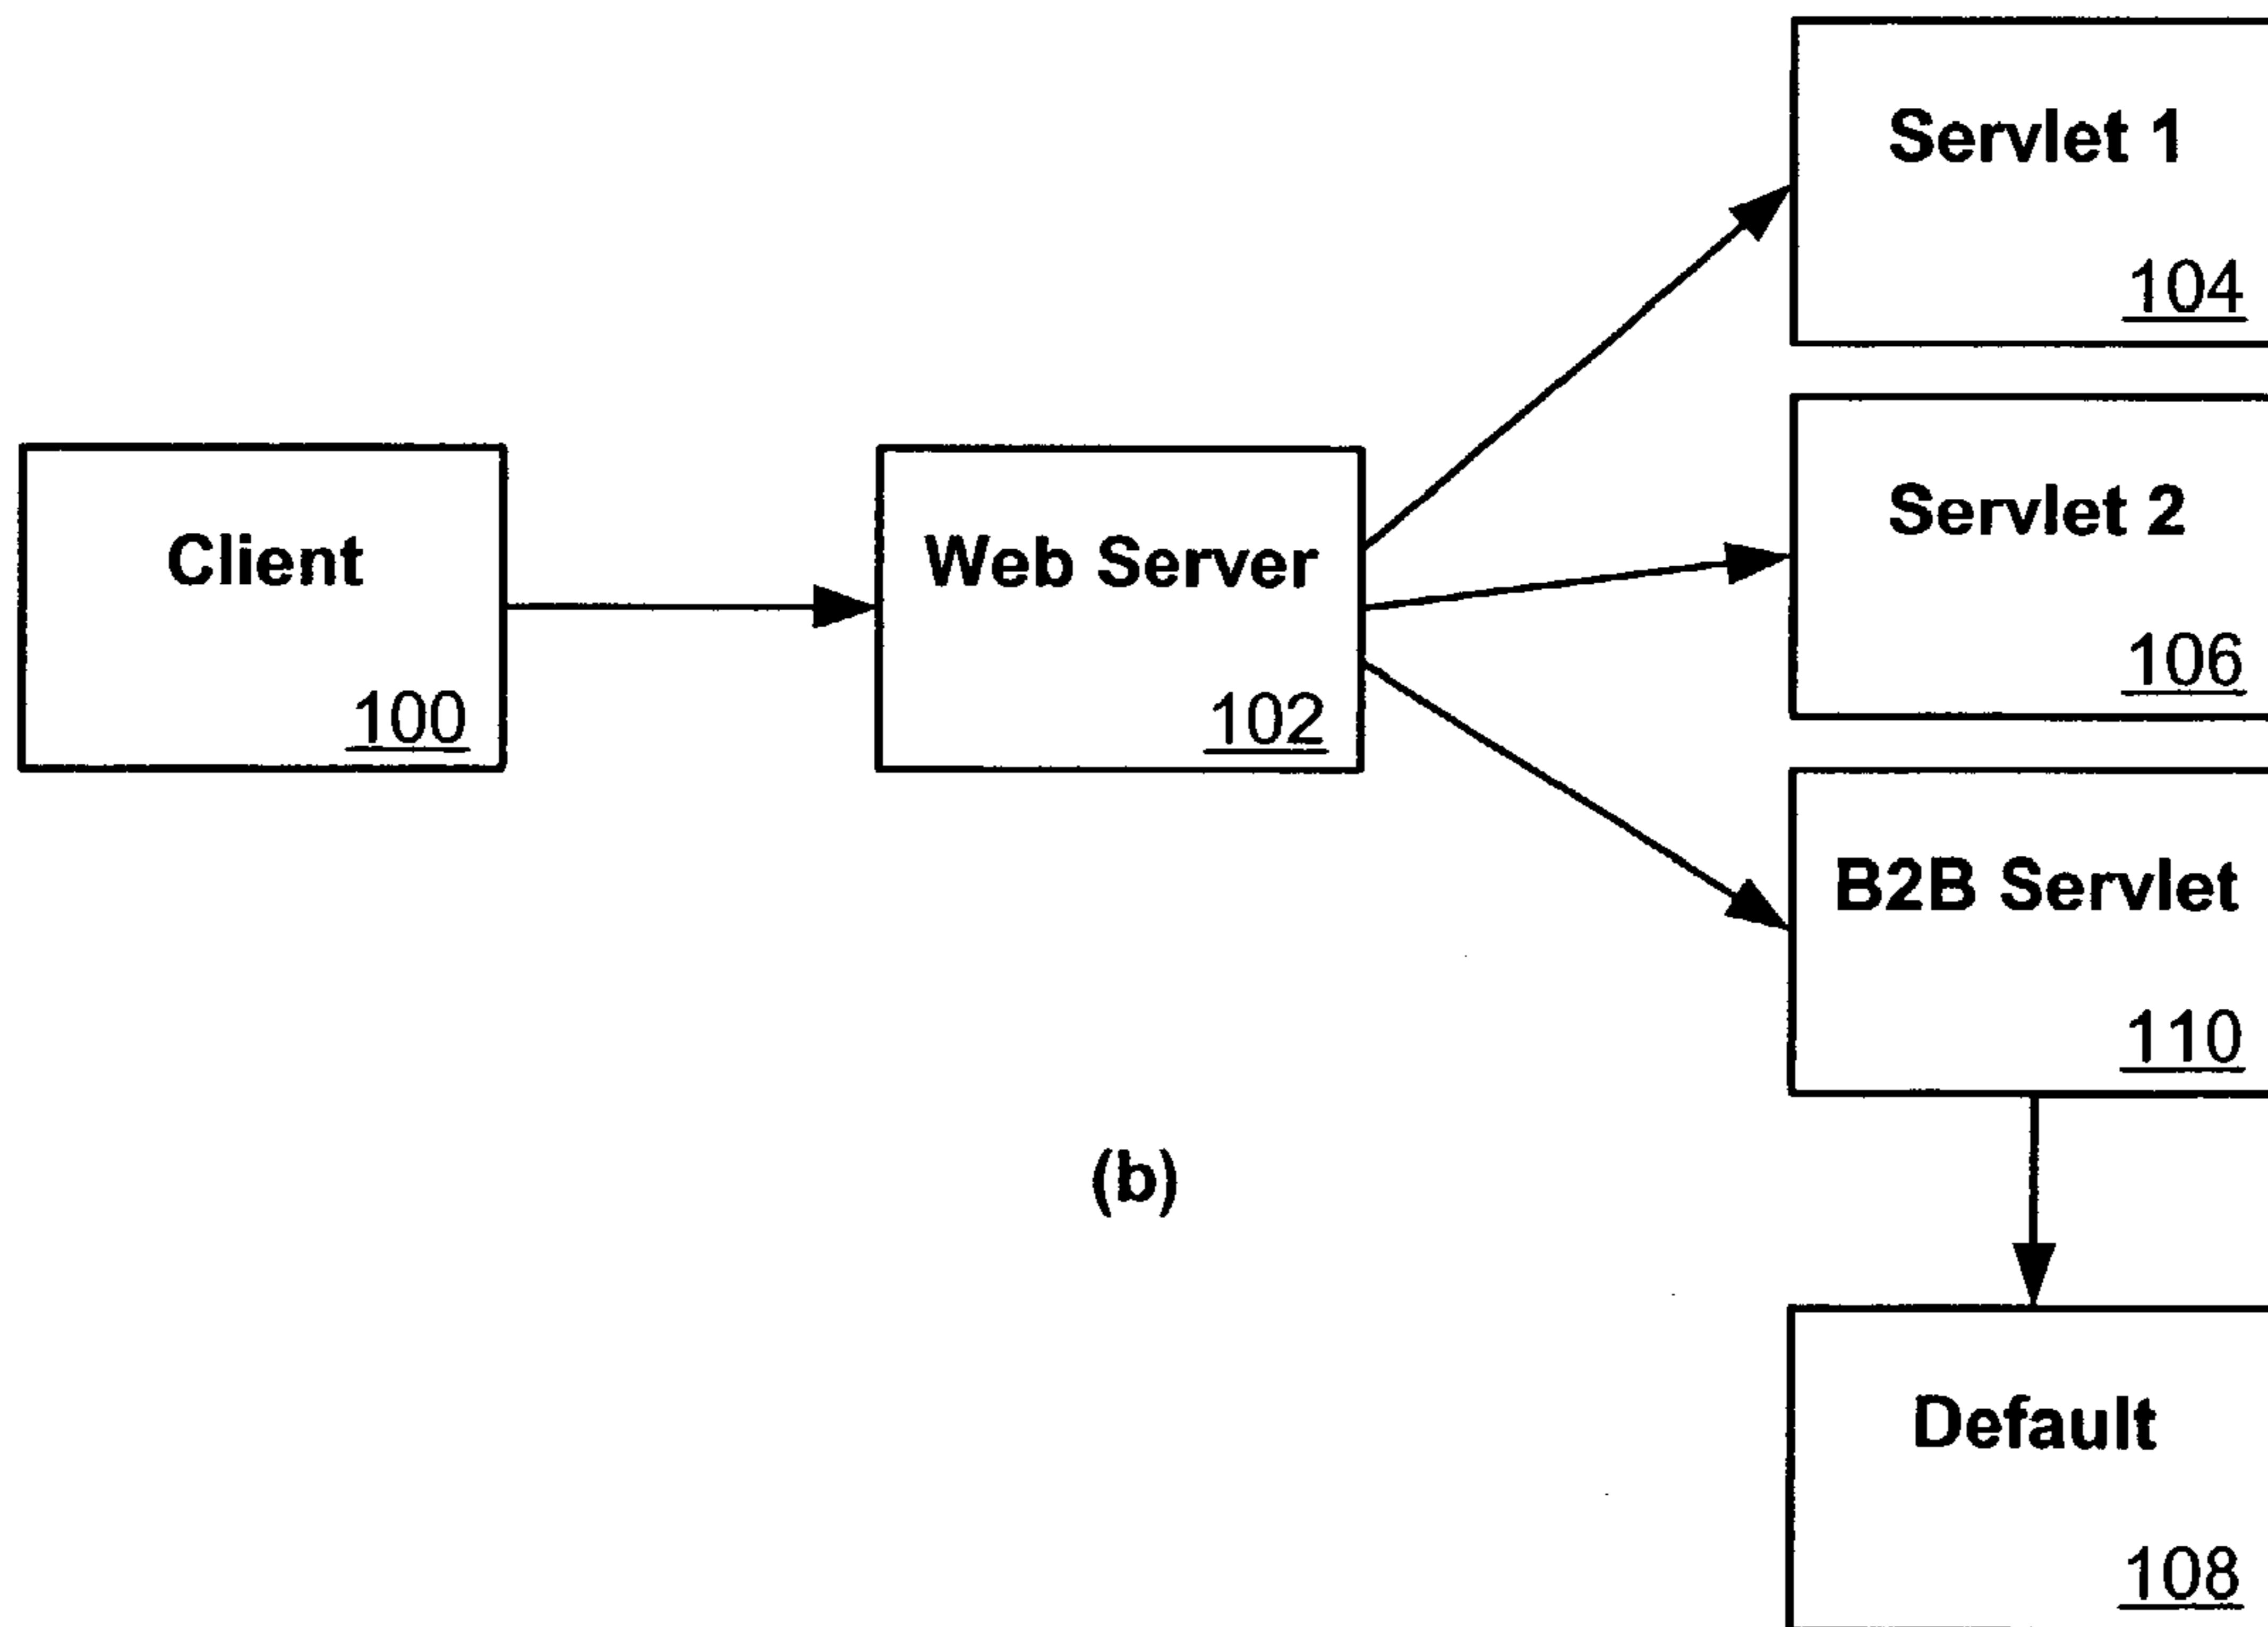 Servlet 1
104
Client
100
Web Server
102
Servlet 2
106
B2B Servlet
110
(b)
Default
108